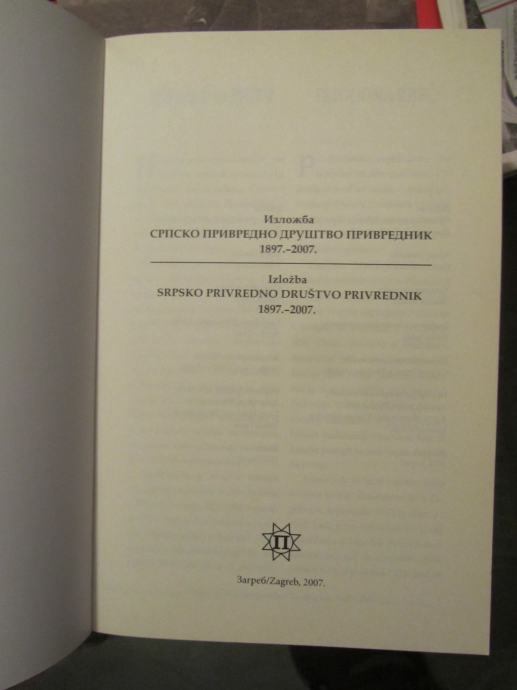 Изложба
СРПСКО ПРИВРЕДНО ДРУШТВО ПРИВРЕДНИК
1897.–2007.
Izložba
SRPSKO PRIVREDNO DRUŠTVO PRIVREDNIK
1897.–2007.
П
Загреб/Zagreb, 2007.